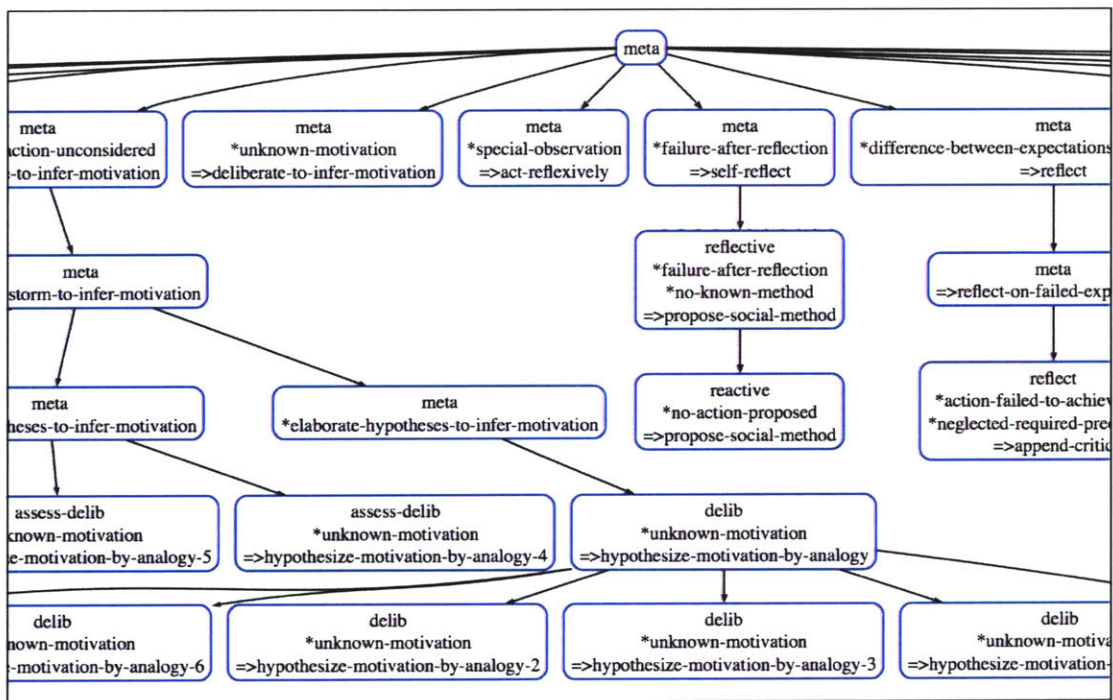 meta
meta
action-unconsidered
-to-infer-motivation
meta
*unknown-motivation
=>deliberate-to-infer-motivation
meta
*special-observation
=>act-reflexively
meta
*failure-after-reflection
=>self-reflect
meta
*difference-between-expectations
=>reflect
meta
storm-to-infer-motivation
reflective
*failure-after-reflection
*no-known-method
=>propose-social-method
meta
=>reflect-on-failed-exp
meta
heses-to-infer-motivation
meta
*elaborate-hypotheses-to-infer-motivation
reactive
*no-action-proposed
=>propose-social-method
reflect
*action-failed-to-achiev
*neglected-required-pre
=>append-critic
assess-delib
known-motivation
ze-motivation-by-analogy-5
assess-delib
*unknown-motivation
=>hypothesize-motivation-by-analogy-4
delib
*unknown-motivation
=>hypothesize-motivation-by-analogy
delib
nown-motivation
e-motivation-by-analogy-6
delib
*unknown-motivation
=>hypothesize-motivation-by-analogy-2
delib
*unknown-motivation
=>hypothesize-motivation-by-analogy-3
delib
*unknown-motiva
=>hypothesize-motivation-